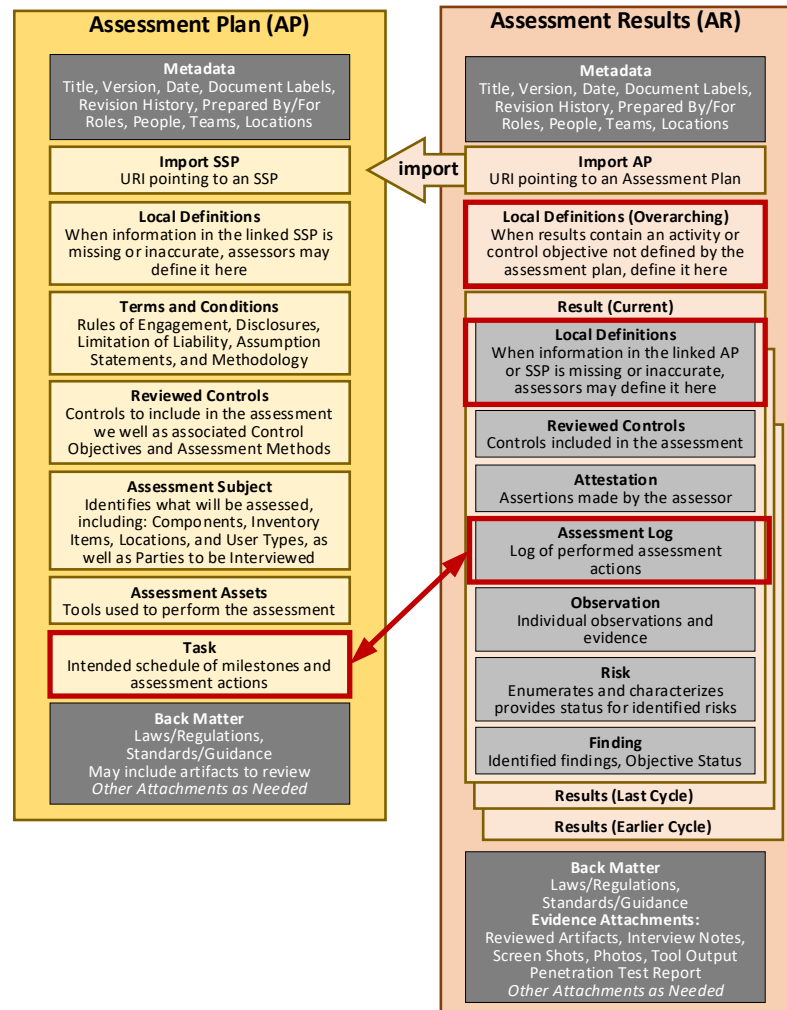 Assessment Plan (AP)
Metadata
Title, Version, Date, Document Labels,
Revision History, Prepared By/For
Roles, People, Teams, Locations
Import SSP
URI pointing to an SSP
Local Definitions
When information in the linked SSP is
missing or inaccurate, assessors may
define it here
Terms and Conditions
Rules of Engagement, Disclosures,
Limitation of Liability, Assumption
Statements, and Methodology
Reviewed Controls
Controls to include in the assessment
we well as associated Control
Objectives and Assessment Methods
Assessment Subject
Identifies what will be assessed,
including: Components, Inventory
Items, Locations, and User Types, as
well as Parties to be Interviewed
Assessment Assets
Tools used to perform the assessment
Task
Intended schedule of milestones and
assessment actions
Back Matter
Laws/Regulations,
Standards/Guidance
May include artifacts to review
Other Attachments as Needed
import
Assessment Results (AR)
Metadata
Title, Version, Date, Document Labels,
Revision History, Prepared By/For
Roles, People, Teams, Locations
Import AP
URI pointing to an Assessment Plan
Local Definitions (Overarching)
When results contain an activity or
control objective not defined by the
assessment plan, define it here
Result (Current)
Local Definitions
When information in the linked AP
or SSP is missing or inaccurate,
assessors may define it here
Reviewed Controls
Controls included in the assessment
Attestation
Assertions made by the assessor
Assessment Log
Log of performed assessment
actions
Observation
Individual observations and
evidence
Risk
Enumerates and characterizes
provides status for identified risks
Finding
Identified findings, Objective Status
Results (Last Cycle)
Results (Earlier Cycle)
Back Matter
Laws/Regulations,
Standards/Guidance
Evidence Attachments:
Reviewed Artifacts, Interview Notes,
Screen Shots, Photos, Tool Output
Penetration Test Report
Other Attachments as Needed